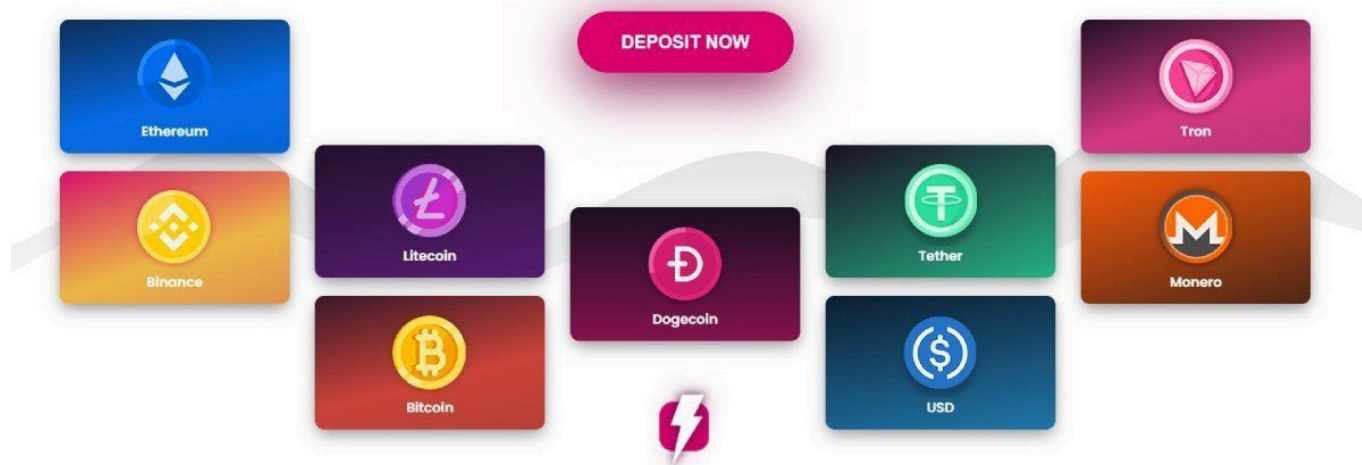 DEPOSIT NOW
Ethereum
Tron
Litecoin
Tether
Binance
Monero
Dogecoin
Bitcoin
USD